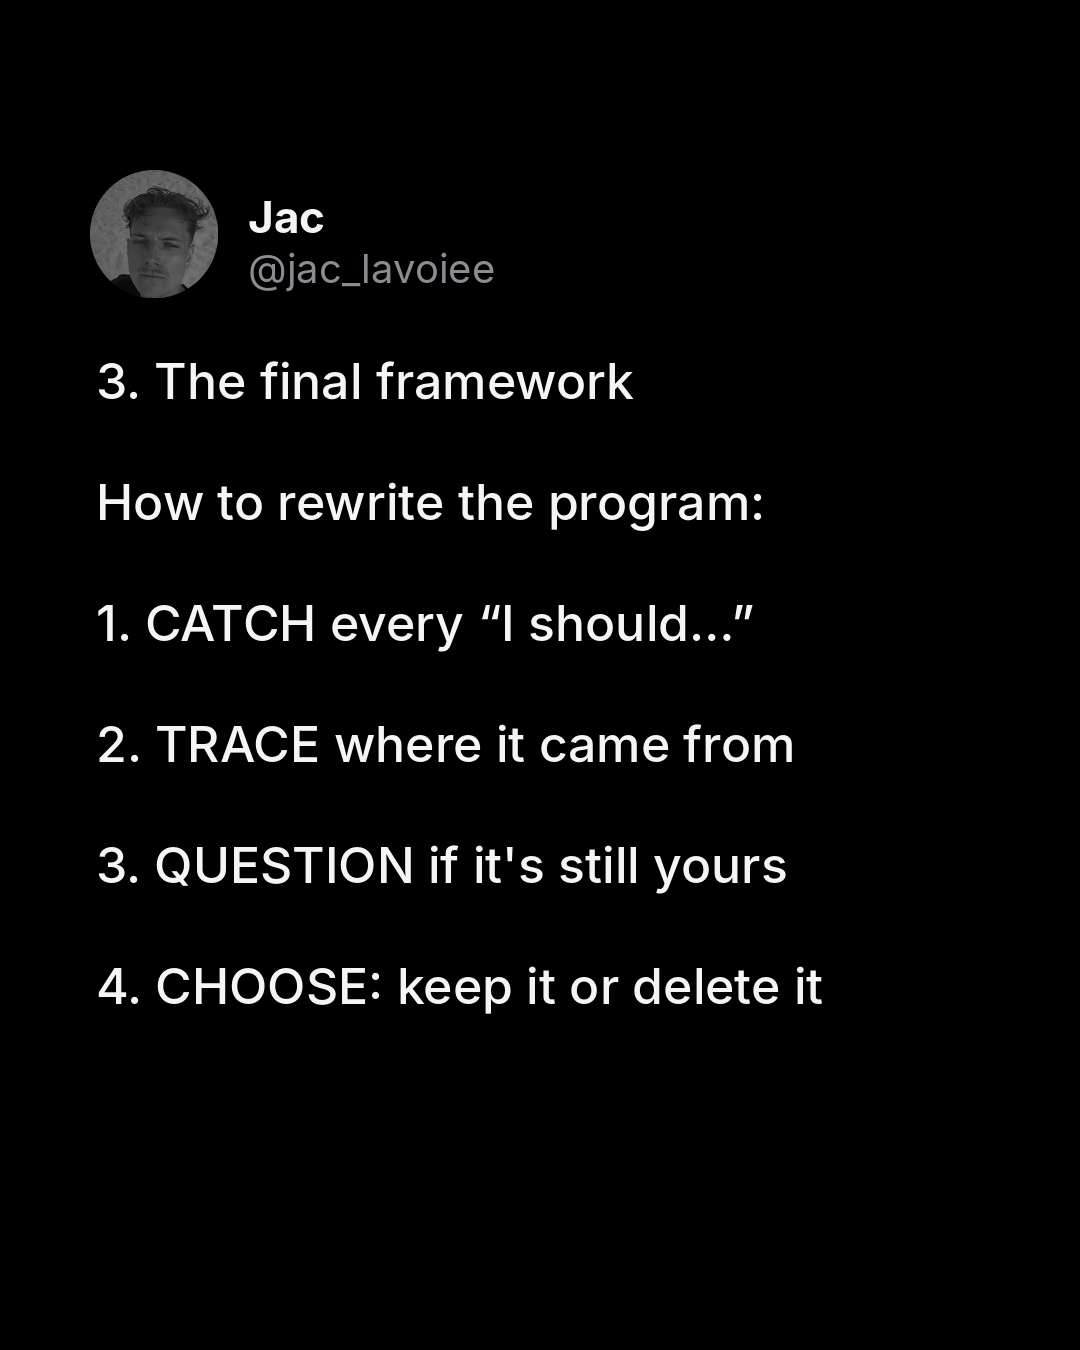 Jac
@jac_lavoiee
3. The final framework
How to rewrite the program:
1. CATCH every “I should...”
2. TRACE where it came from
3. QUESTION if it's still yours
4. CHOOSE: keep it or delete it